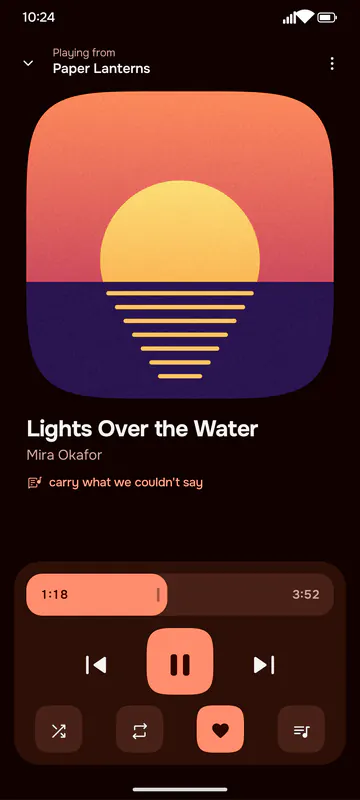 10:24
Playing from
Paper Lanterns
Lights Over the Water
Mira Okafor
carry what we couldn't say
1:18
3:52